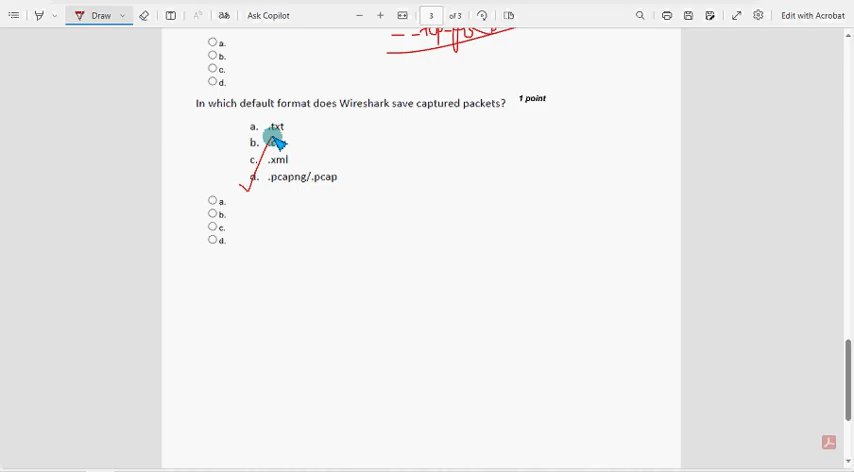 Draw
Ask Copilot
3 of 3
Edit with Acrobat
a.
b.
c.
d.
In which default format does Wireshark save captured packets? 1 point
a. .txt
b.
c. .xml
d. .pcapng/.pcap
a.
b.
c.
d.